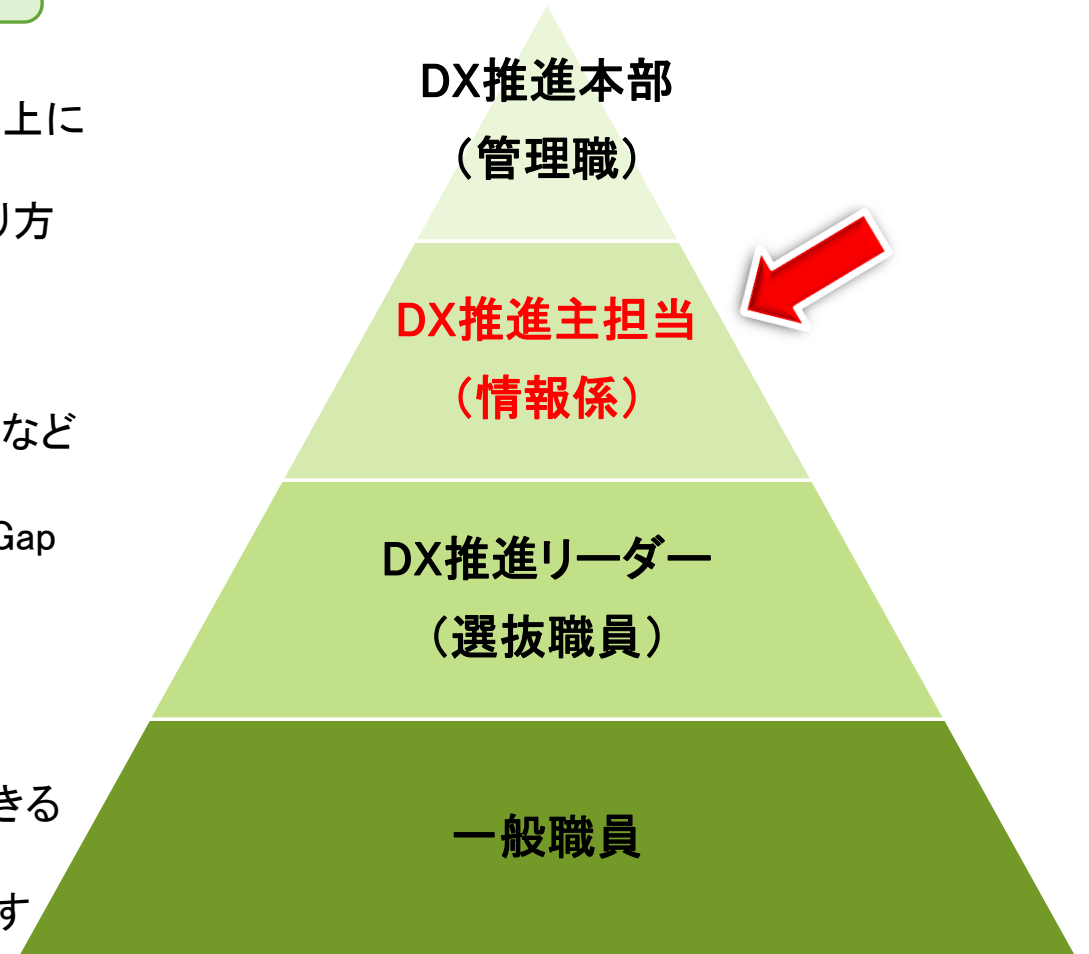 上に
り方
など
Gap
きる
す
DX推進本部
（管理職）
DX推進主担当
（情報係）
DX推進リーダー
（選抜職員）
一般職員